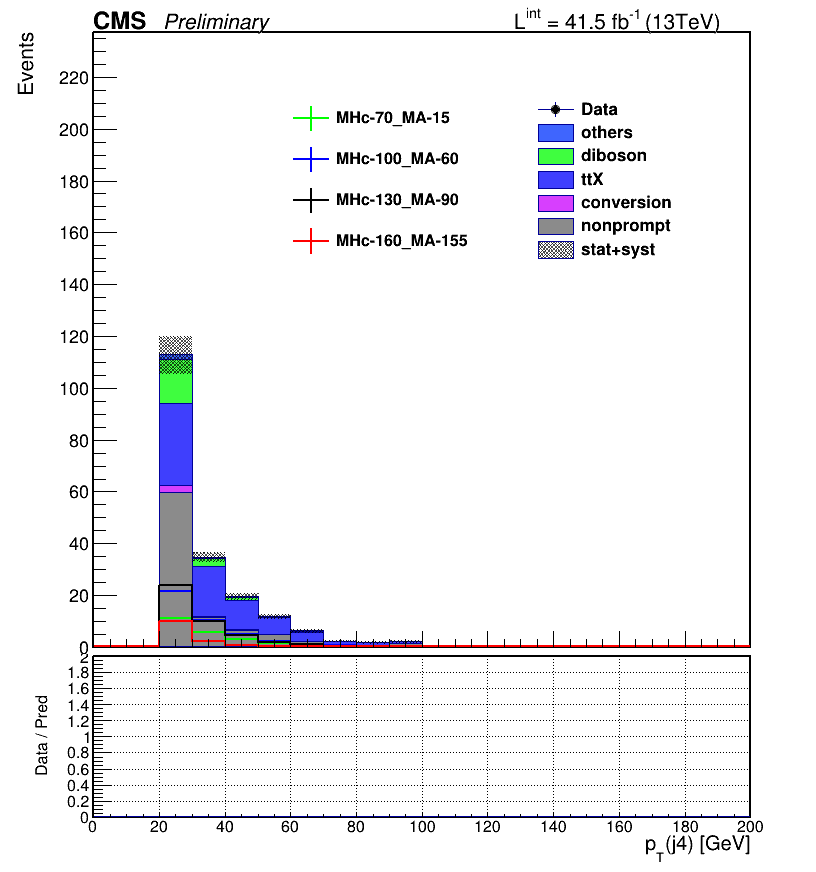 CMS Preliminary
L^int = 41.5 fb^-1 (13TeV)
Events
220
200
180
160
140
120
100
80
60
40
20
0
MHc-70_MA-15
MHc-100_MA-60
MHc-130_MA-90
MHc-160_MA-155
Data
others
diboson
ttX
conversion
nonprompt
stat+syst
Data / Pred
2
1.8
1.6
1.4
1.2
1
0.8
0.6
0.4
0.2
0
0 20 40 60 80 100 120 140 160 180 200
p_T(j4) [GeV]